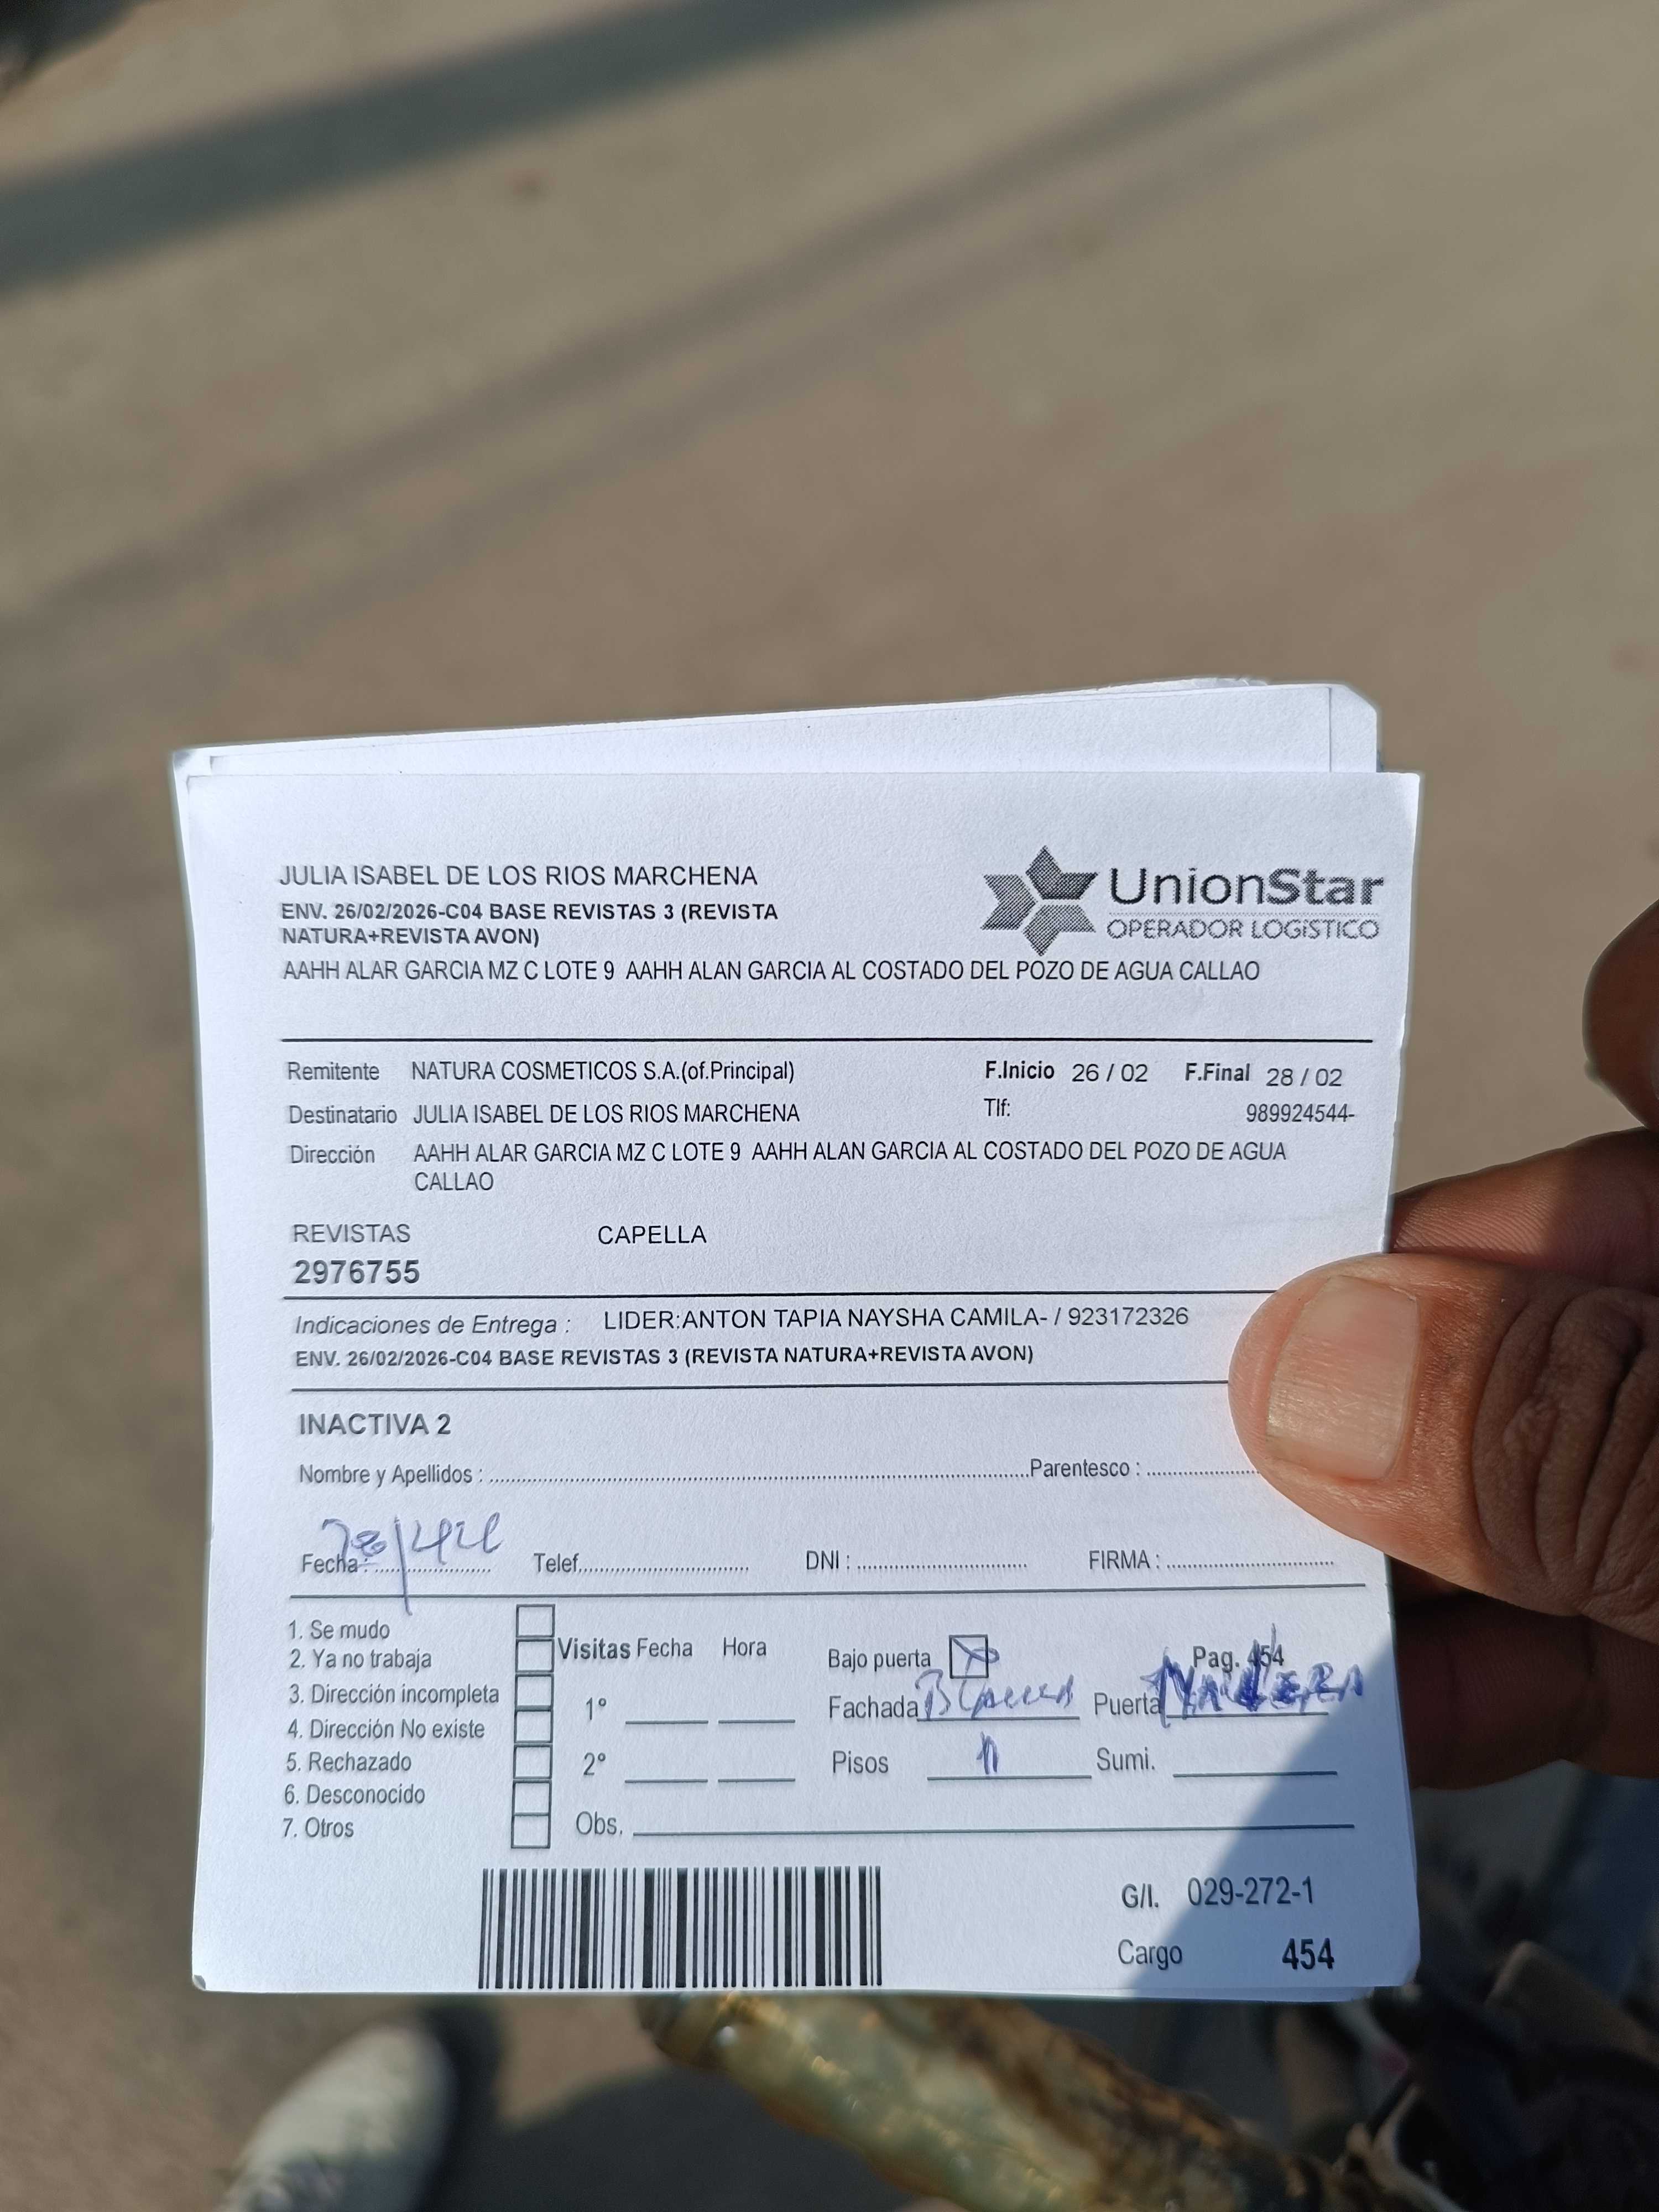 JULIA ISABEL DE LOS RIOS MARCHENA
ENV. 26/02/2026-C04 BASE REVISTAS 3 (REVISTA
NATURA+REVISTA AVON)
UnionStar
OPERADOR LOGíSTICO
AAHH ALAR GARCIA MZ C LOTE 9 AAHH ALAN GARCIA AL COSTADO DEL POZO DE AGUA CALLAO
Remitente NATURA COSMETICOS S.A.(of.Principal) F.Inicio 26 / 02 F.Final 28 / 02
Destinatario JULIA ISABEL DE LOS RIOS MARCHENA Tlf: 989924544-
Dirección AAHH ALAR GARCIA MZ C LOTE 9 AAHH ALAN GARCIA AL COSTADO DEL POZO DE AGUA
CALLAO
REVISTAS CAPELLA
2976755
Indicaciones de Entrega : LIDER:ANTON TAPIA NAYSHA CAMILA- / 923172326
ENV. 26/02/2026-C04 BASE REVISTAS 3 (REVISTA NATURA+REVISTA AVON)
INACTIVA 2
Nombre y Apellidos : Parentesco :
Fecha : Telef. DNI : FIRMA :
1. Se mudo
2. Ya no trabaja
3. Dirección incompleta
4. Dirección No existe
5. Rechazado
6. Desconocido
7. Otros
Visitas Fecha Hora
1°
2°
Obs.
Bajo puerta Pag. 454
Fachada Blanca Puerta MADERA
Pisos Sumi.
G/I. 029-272-1
Cargo 454